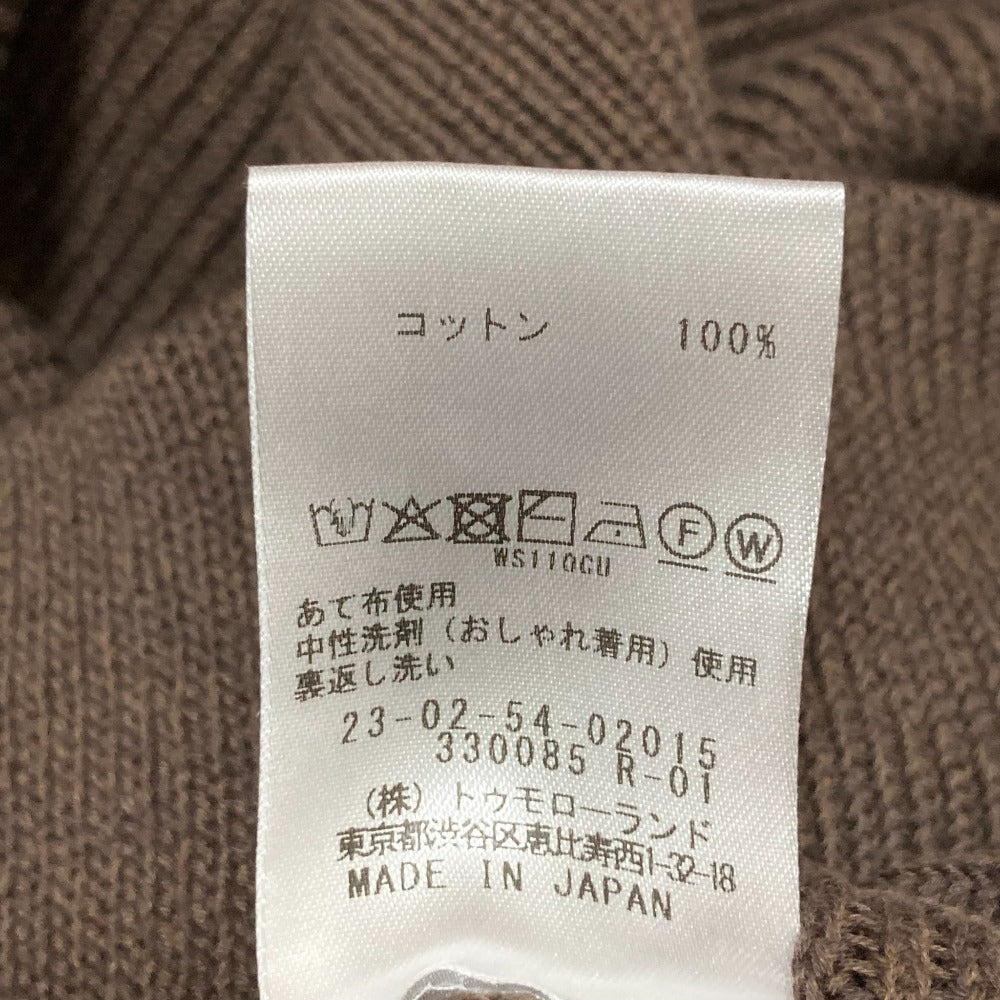 コットン 100%
F W
WS110CU
あて布使用
中性洗剤(おしゃれ着用)使用
裏返し洗い
23-02-54-02015
330085 R-01
(株)トゥモローランド
東京都渋谷区恵比寿西1-32-18
MADE IN JAPAN